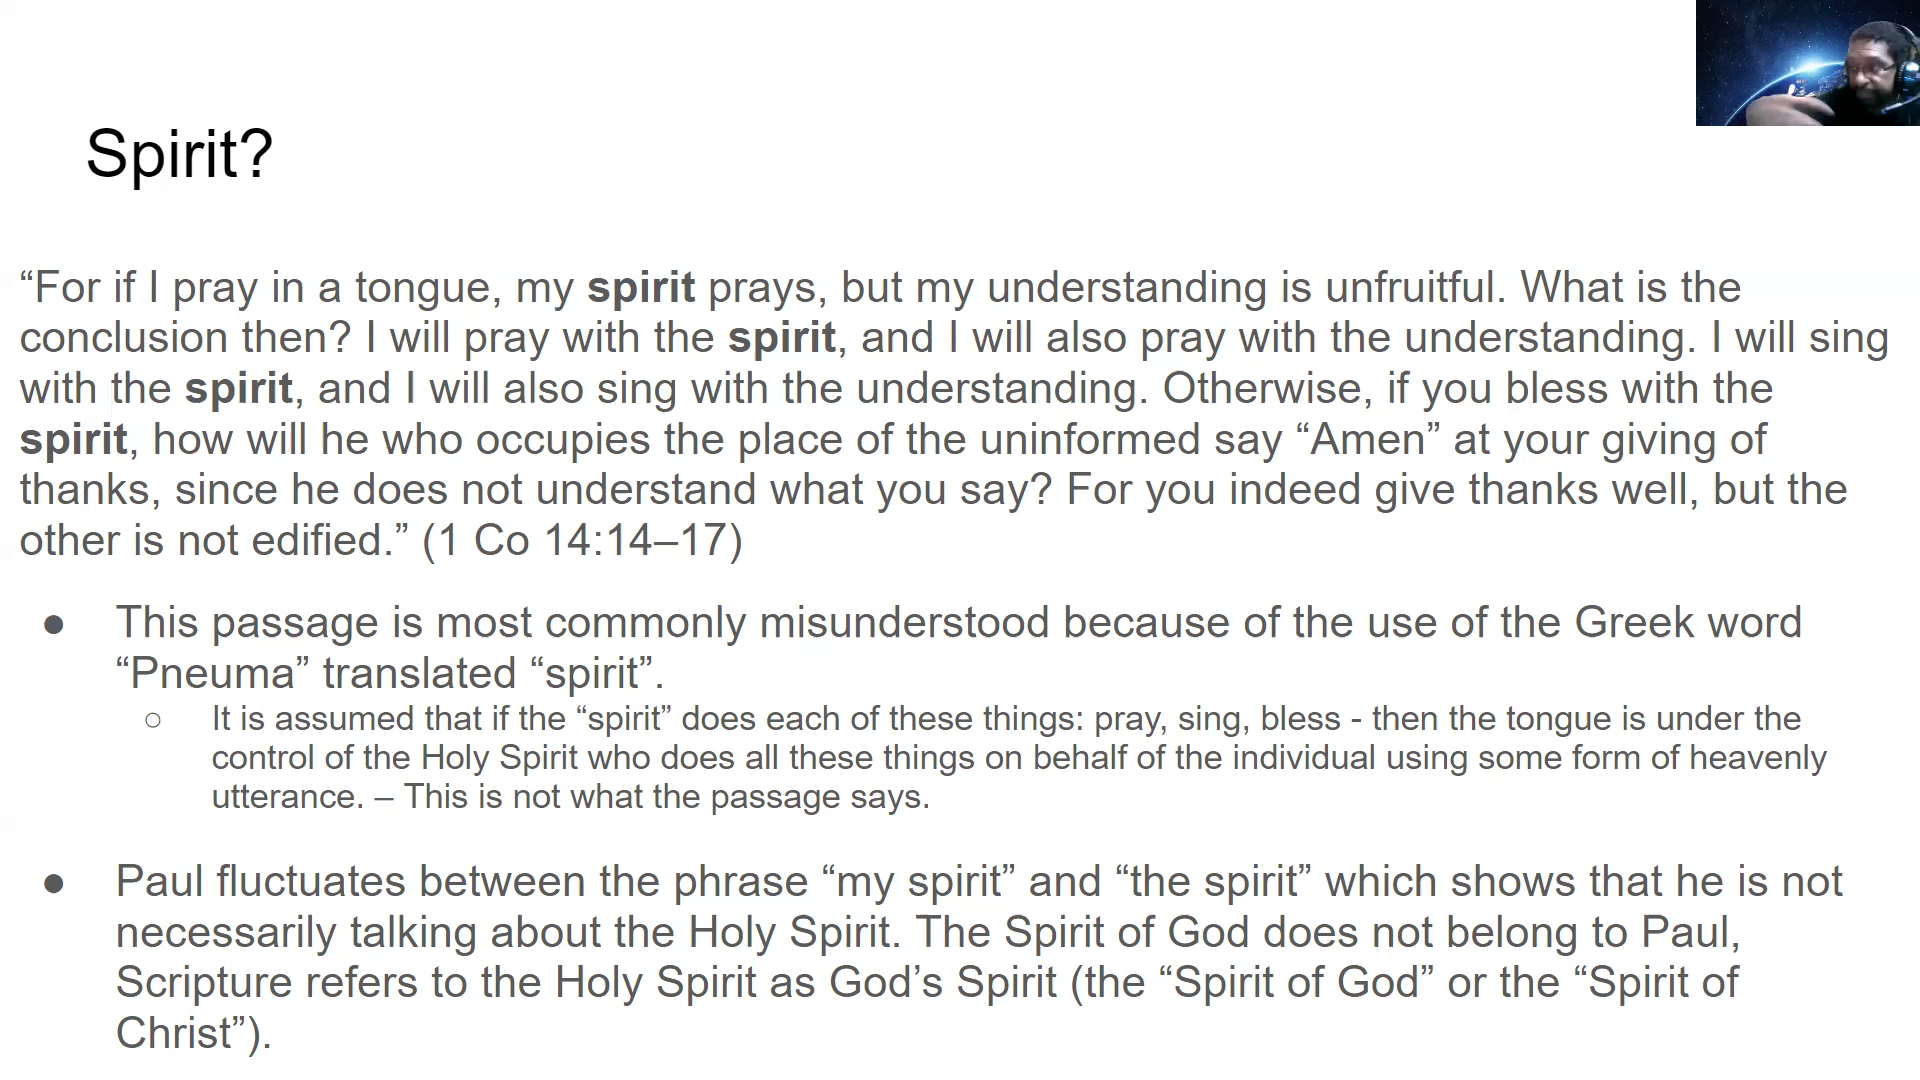 Spirit?
“For if I pray in a tongue, my spirit prays, but my understanding is unfruitful. What is the
conclusion then? I will pray with the spirit, and I will also pray with the understanding. I will sing
with the spirit, and I will also sing with the understanding. Otherwise, if you bless with the
spirit, how will he who occupies the place of the uninformed say “Amen” at your giving of
thanks, since he does not understand what you say? For you indeed give thanks well, but the
other is not edified.” (1 Co 14:14–17)
● This passage is most commonly misunderstood because of the use of the Greek word
“Pneuma” translated “spirit”.
○ It is assumed that if the “spirit” does each of these things: pray, sing, bless - then the tongue is under the
control of the Holy Spirit who does all these things on behalf of the individual using some form of heavenly
utterance. – This is not what the passage says.
● Paul fluctuates between the phrase “my spirit” and “the spirit” which shows that he is not
necessarily talking about the Holy Spirit. The Spirit of God does not belong to Paul,
Scripture refers to the Holy Spirit as God’s Spirit (the “Spirit of God” or the “Spirit of
Christ”).